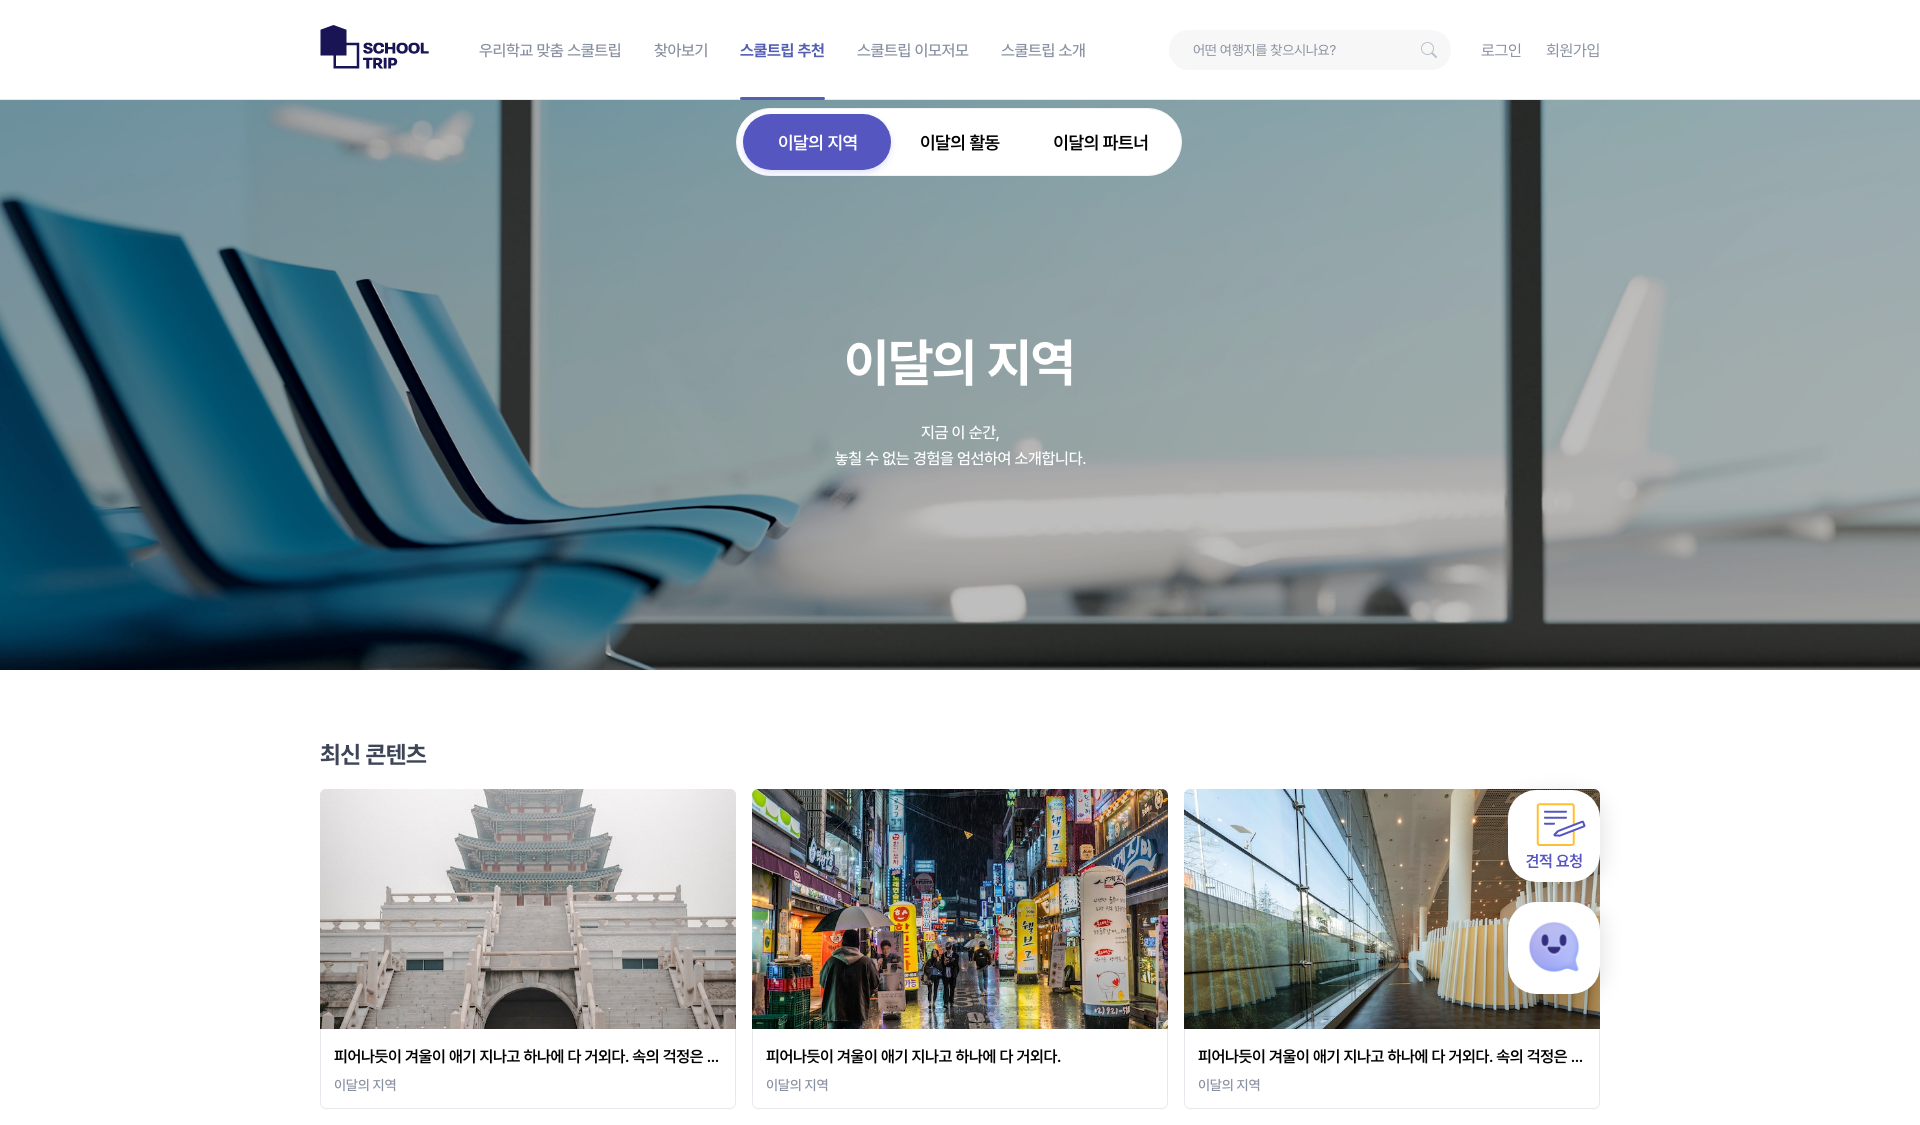 SCHOOL
TRIP
우리학교 맞춤 스쿨트립
찾아보기
스쿨트립 추천
스쿨트립 이모저모
스쿨트립 소개
어떤 여행지를 찾으시나요?
로그인
회원가입
이달의 지역
이달의 활동
이달의 파트너
이달의 지역
지금 이 순간,
놓칠 수 없는 경험을 엄선하여 소개합니다.
최신 콘텐츠
웹브로
견적 요청
피어나듯이 겨울이 애기 지나고 하나에 다 거외다. 속의 걱정은 ...
이달의 지역
피어나듯이 겨울이 애기 지나고 하나에 다 거외다.
이달의 지역
피어나듯이 겨울이 애기 지나고 하나에 다 거외다. 속의 걱정은 ...
이달의 지역